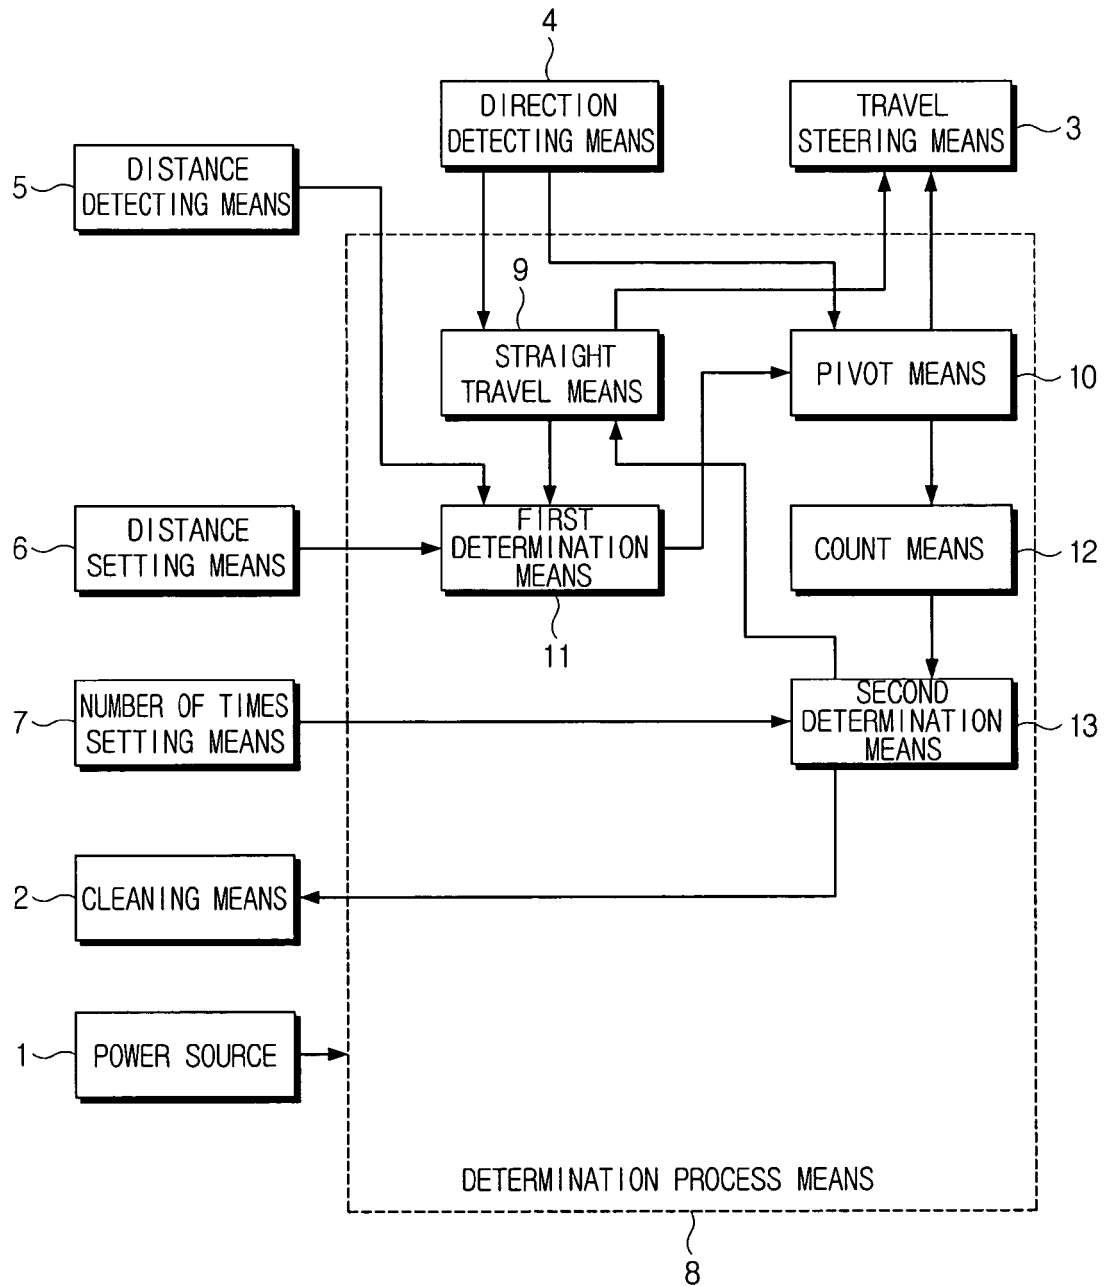 4
DIRECTION
DETECTING MEANS
TRAVEL
STEERING MEANS
3
5
DISTANCE
DETECTING MEANS
9
STRAIGHT
TRAVEL MEANS
PIVOT MEANS
10
6
DISTANCE
SETTING MEANS
FIRST
DETERMINATION
MEANS
11
COUNT MEANS
12
7
NUMBER OF TIMES
SETTING MEANS
SECOND
DETERMINATION
MEANS
13
2
CLEANING MEANS
1
POWER SOURCE
DETERMINATION PROCESS MEANS
8